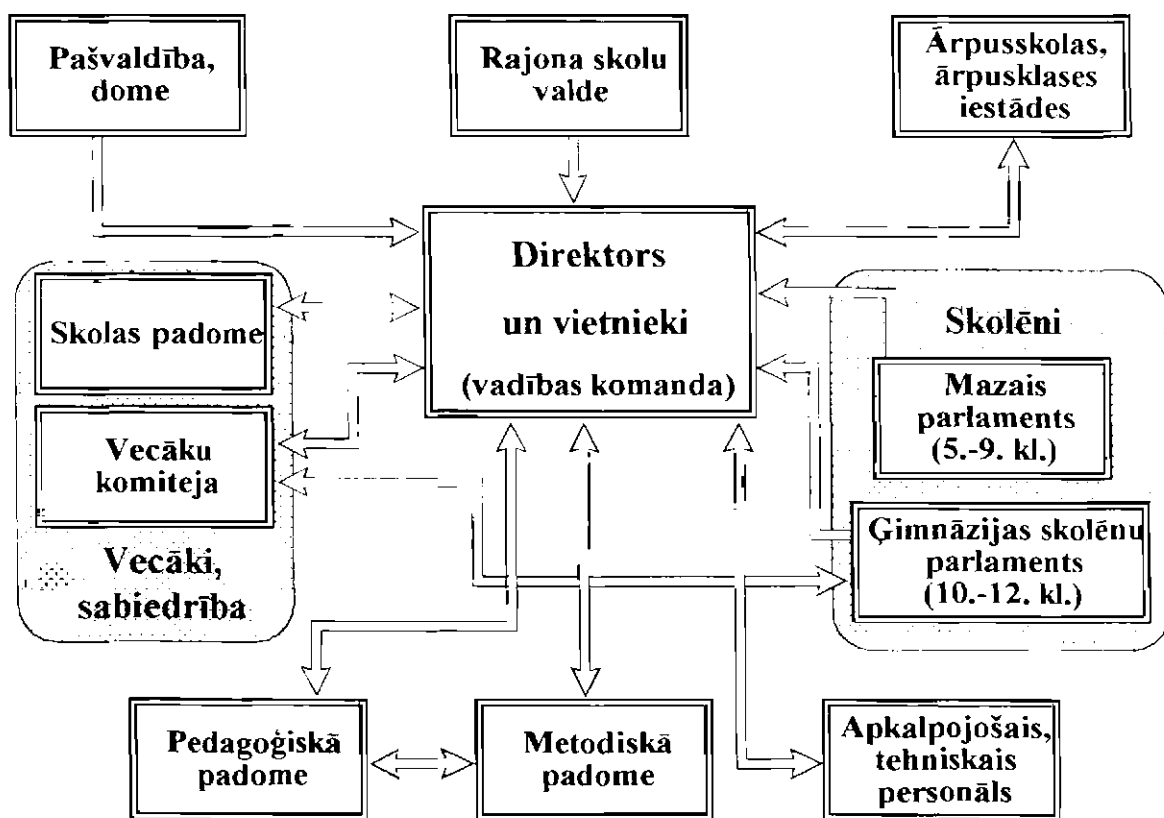 Pašvaldība,
dome
Rajona skolu
valde
Ārpusskolas,
ārpusklases
iestādes
Direktors
un vietnieki
(vadības komanda)
Skolas padome
Vecāku
komiteja
Vecāki,
sabiedrība
Skolēni
Mazais
parlaments
(5.-9. kl.)
Ģimnāzijas skolēnu
parlaments
(10.-12. kl.)
Pedagoģiskā
padome
Metodiskā
padome
Apkalpojošais,
tehniskais
personāls